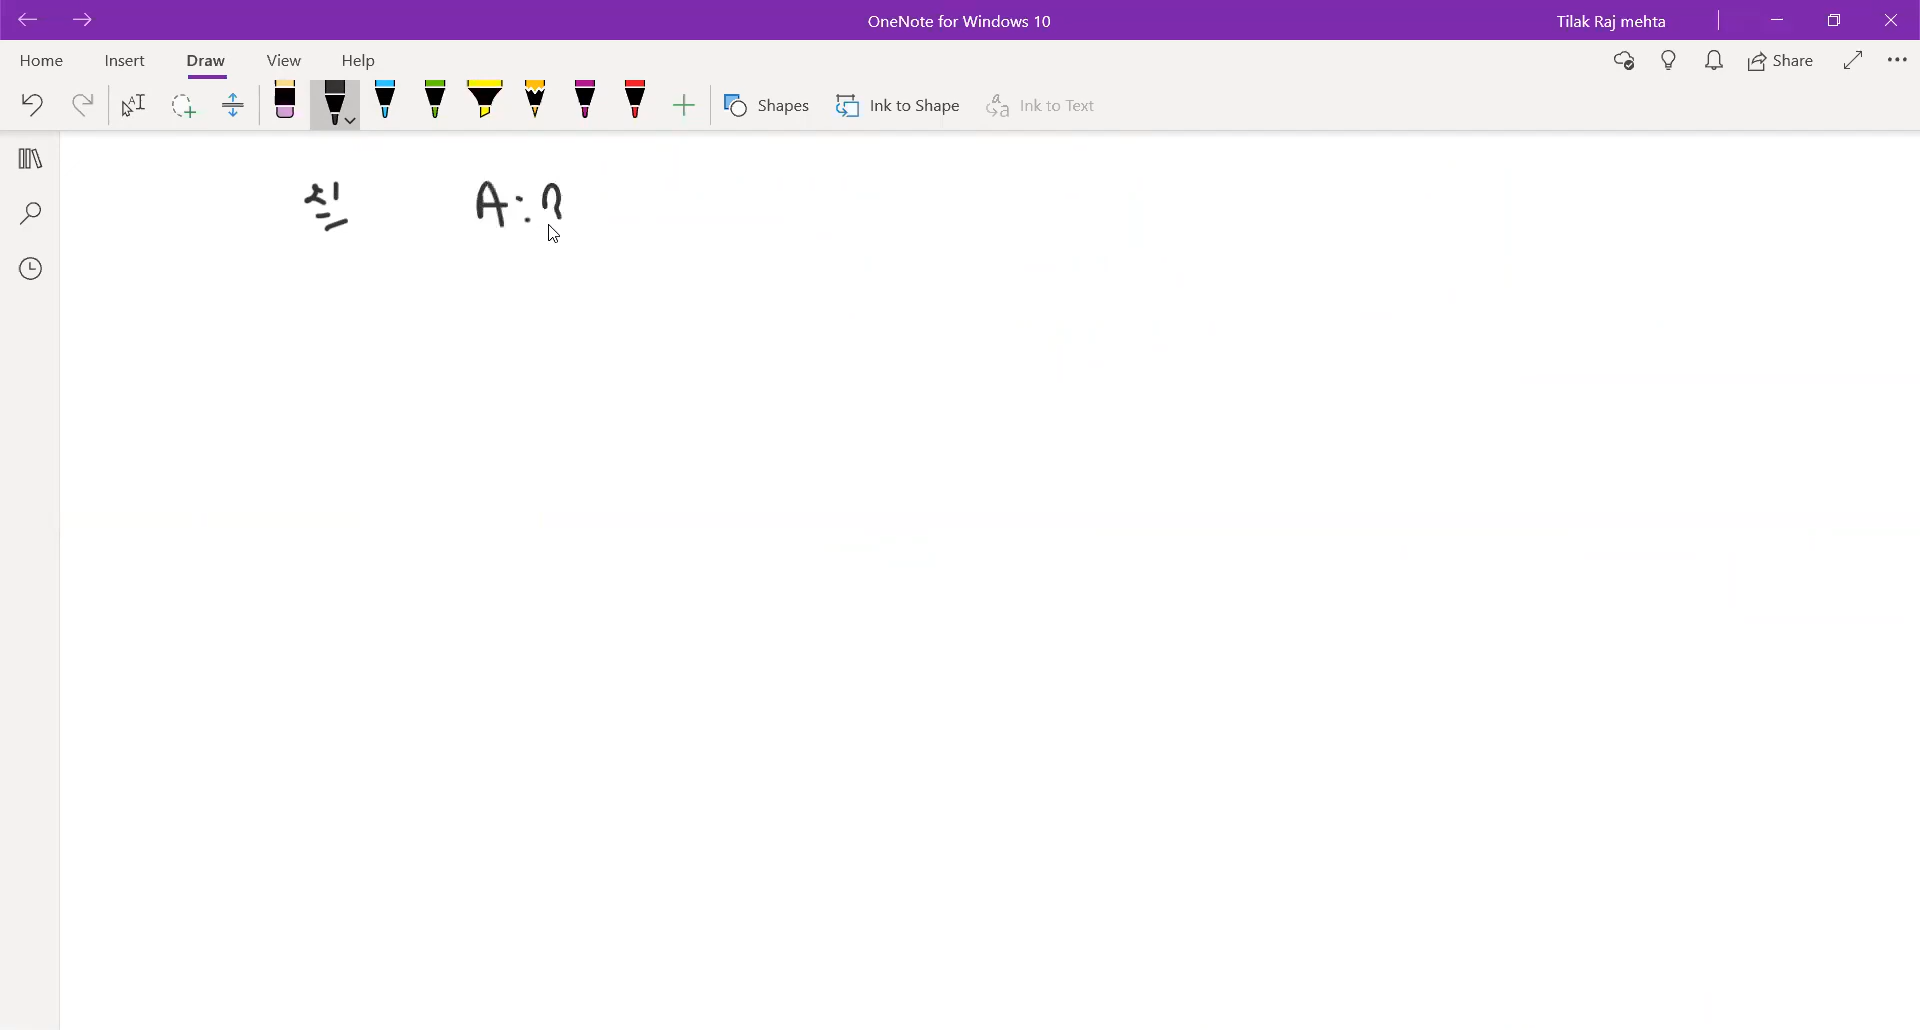 OneNote for Windows 10
Tilak Raj mehta
Home Insert Draw View Help
Share
Shapes Ink to Shape Ink to Text
A :